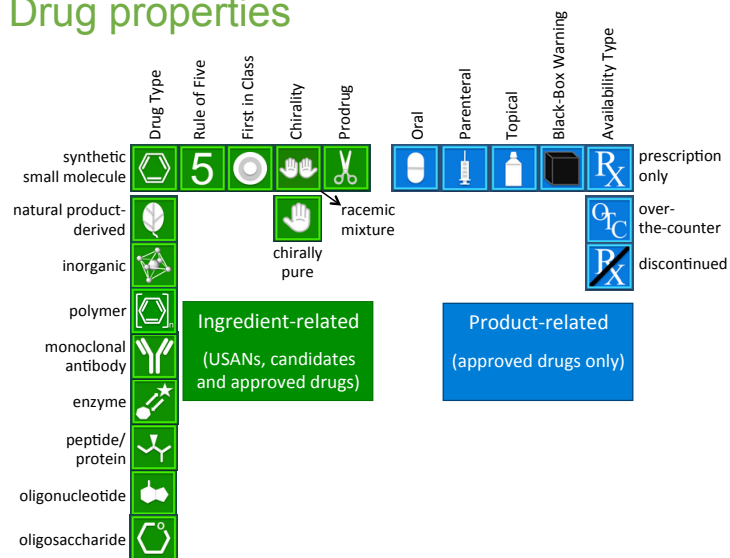 Drug properties
Drug Type
Rule of Five
First in Class
Chirality
Prodrug
Oral
Parenteral
Topical
Black-Box Warning
Availability Type
synthetic
small molecule
5
Rx
prescription
only
natural product-
derived
racemic
mixture
OTC
over-
the-counter
chirally
pure
inorganic
Rx
discontinued
polymer
n
Ingredient-related
(USANs, candidates
and approved drugs)
Product-related
(approved drugs only)
monoclonal
antibody
enzyme
peptide/
protein
oligonucleotide
oligosaccharide
O